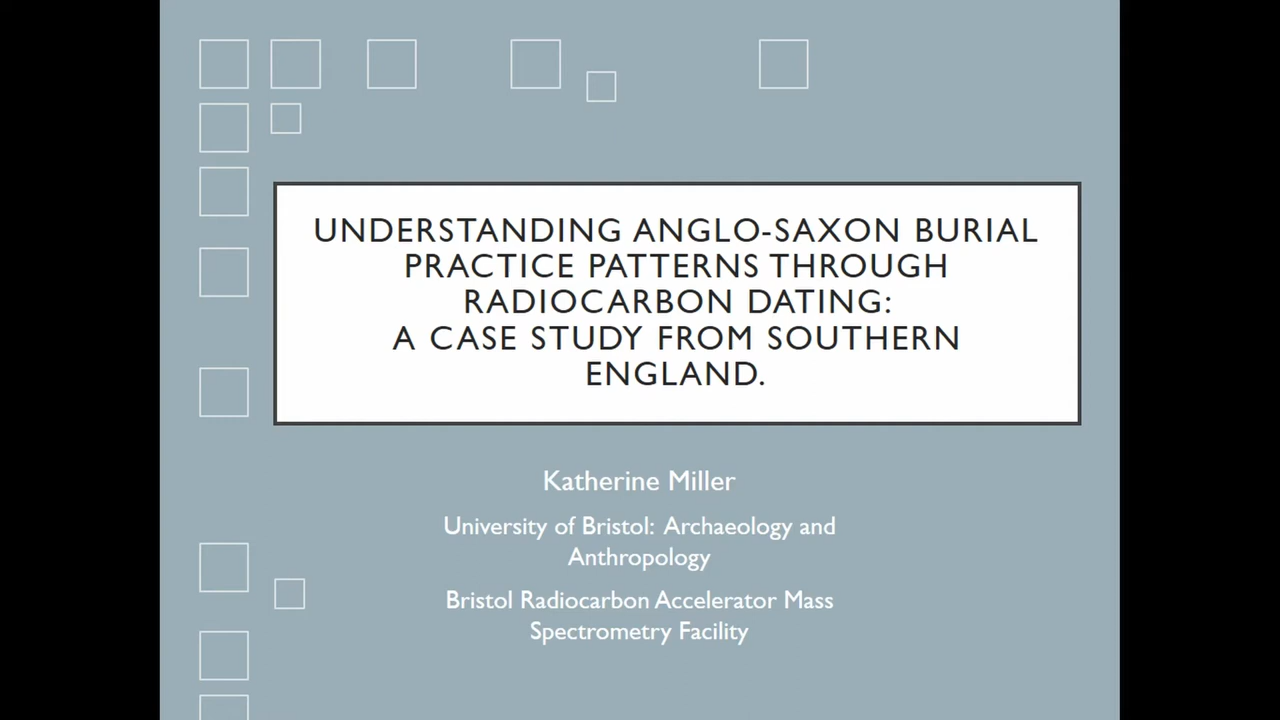 UNDERSTANDING ANGLO-SAXON BURIAL
PRACTICE PATTERNS THROUGH
RADIOCARBON DATING:
A CASE STUDY FROM SOUTHERN
ENGLAND.
Katherine Miller
University of Bristol: Archaeology and
Anthropology
Bristol Radiocarbon Accelerator Mass
Spectrometry Facility